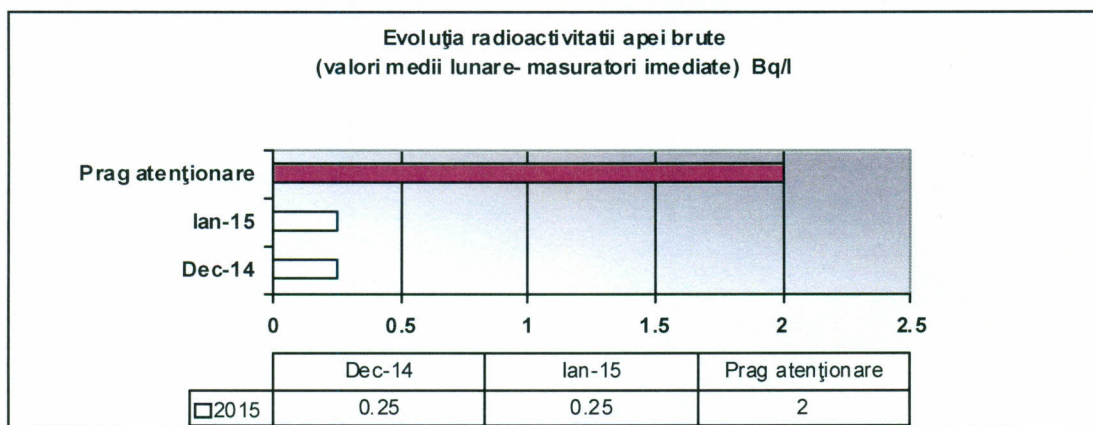 Evoluţia radioactivitatii apei brute
(valori medii lunare- masuratori imediate) Bq/l
Prag atenţionare
Ian-15
Dec-14
0 0.5 1 1.5 2 2.5
Dec-14 Ian-15 Prag atenţionare
2015 0.25 0.25 2